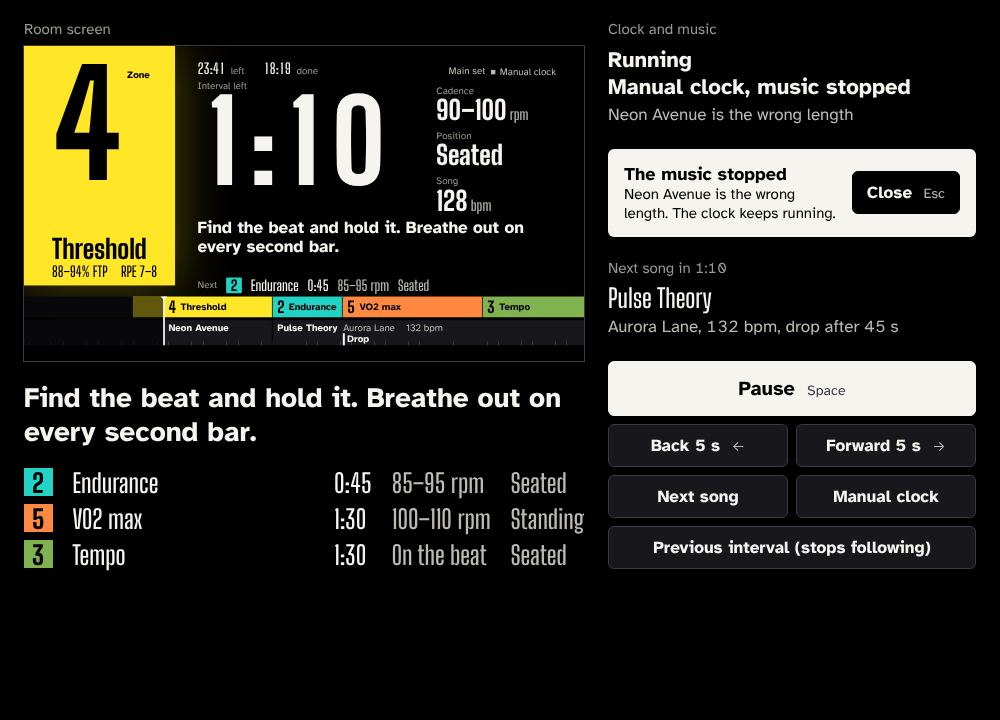 Room screen
4
Zone
Threshold
88–94% FTP RPE 7–8
23:41 left 18:19 done
Interval left
1:10
Main set ■ Manual clock
Cadence
90–100 rpm
Position
Seated
Song
128 bpm
Find the beat and hold it. Breathe out on
every second bar.
Next 2 Endurance 0:45 85–95 rpm Seated
4 Threshold 2 Endurance 5 VO2 max 3 Tempo
Neon Avenue Pulse Theory Aurora Lane 132 bpm
Drop
Find the beat and hold it. Breathe out on
every second bar.
2 Endurance 0:45 85–95 rpm Seated
5 VO2 max 1:30 100–110 rpm Standing
3 Tempo 1:30 On the beat Seated
Clock and music
Running
Manual clock, music stopped
Neon Avenue is the wrong length
The music stopped
Neon Avenue is the wrong
length. The clock keeps running.
Close Esc
Next song in 1:10
Pulse Theory
Aurora Lane, 132 bpm, drop after 45 s
Pause Space
Back 5 s ←
Forward 5 s →
Next song
Manual clock
Previous interval (stops following)